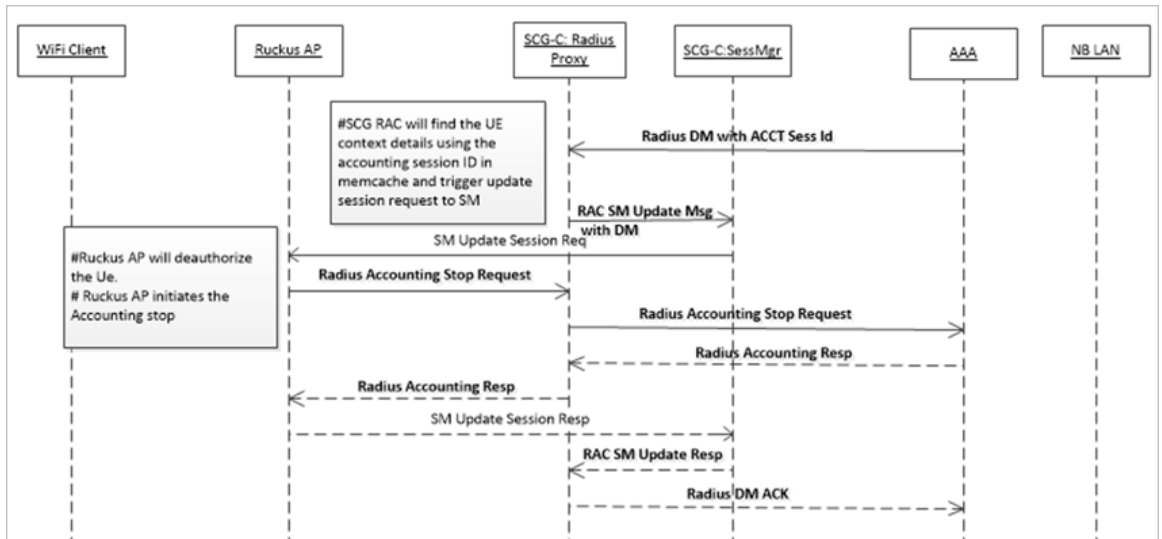 WiFi Client
Ruckus AP
SCG-C: Radius
Proxy
SCG-C:SessMgr
AAA
NB LAN
#SCG RAC will find the UE
context details using the
accounting session ID in
memcache and trigger update
session request to SM
Radius DM with ACCT Sess Id
RAC SM Update Msg
with DM
SM Update Session Req
#Ruckus AP will deauthorize
the Ue.
# Ruckus AP initiates the
Accounting stop
Radius Accounting Stop Request
Radius Accounting Stop Request
Radius Accounting Resp
Radius Accounting Resp
SM Update Session Resp
RAC SM Update Resp
Radius DM ACK